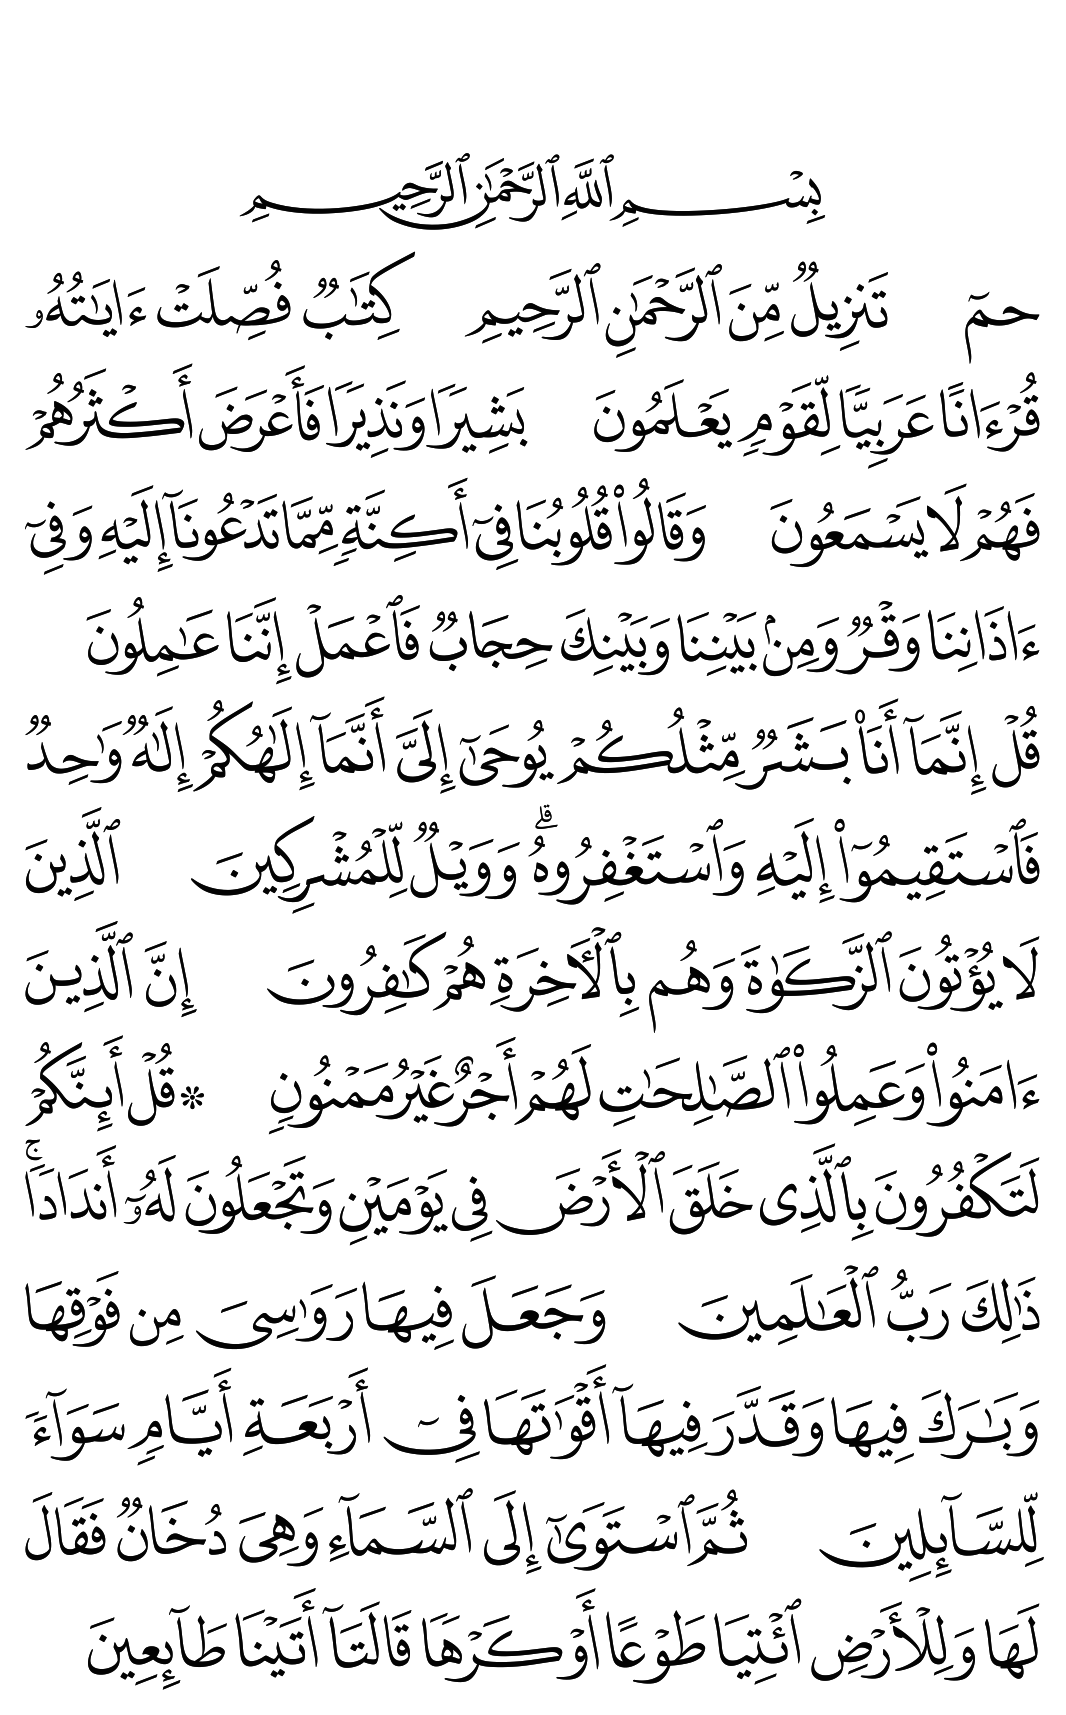 بِسْمِ ٱللَّهِ ٱلرَّحْمَٰنِ ٱلرَّحِيمِ
حمٓ تَنزِيلٌ مِّنَ ٱلرَّحْمَٰنِ ٱلرَّحِيمِ كِتَٰبٌ فُصِّلَتْ ءَايَٰتُهُۥ
قُرْءَانًا عَرَبِيًّا لِّقَوْمٍ يَعْلَمُونَ بَشِيرًا وَنَذِيرًا فَأَعْرَضَ أَكْثَرُهُمْ
فَهُمْ لَا يَسْمَعُونَ وَقَالُوا۟ قُلُوبُنَا فِىٓ أَكِنَّةٍ مِّمَّا تَدْعُونَآ إِلَيْهِ وَفِىٓ
ءَاذَانِنَا وَقْرٌ وَمِنۢ بَيْنِنَا وَبَيْنِكَ حِجَابٌ فَٱعْمَلْ إِنَّنَا عَٰمِلُونَ
قُلْ إِنَّمَآ أَنَا۠ بَشَرٌ مِّثْلُكُمْ يُوحَىٰٓ إِلَىَّ أَنَّمَآ إِلَٰهُكُمْ إِلَٰهٌ وَٰحِدٌ
فَٱسْتَقِيمُوٓا۟ إِلَيْهِ وَٱسْتَغْفِرُوهُ ۗ وَوَيْلٌ لِّلْمُشْرِكِينَ ٱلَّذِينَ
لَا يُؤْتُونَ ٱلزَّكَوٰةَ وَهُم بِٱلْأَخِرَةِ هُمْ كَٰفِرُونَ إِنَّ ٱلَّذِينَ
ءَامَنُوا۟ وَعَمِلُوا۟ ٱلصَّٰلِحَٰتِ لَهُمْ أَجْرٌ غَيْرُ مَمْنُونٍ ۞ قُلْ أَئِنَّكُمْ
لَتَكْفُرُونَ بِٱلَّذِى خَلَقَ ٱلْأَرْضَ فِى يَوْمَيْنِ وَتَجْعَلُونَ لَهُۥٓ أَندَادًا ۚ
ذَٰلِكَ رَبُّ ٱلْعَٰلَمِينَ وَجَعَلَ فِيهَا رَوَٰسِىَ مِن فَوْقِهَا
وَبَٰرَكَ فِيهَا وَقَدَّرَ فِيهَآ أَقْوَٰتَهَا فِىٓ أَرْبَعَةِ أَيَّامٍ سَوَآءً
لِّلسَّآئِلِينَ ثُمَّ ٱسْتَوَىٰٓ إِلَى ٱلسَّمَآءِ وَهِىَ دُخَانٌ فَقَالَ
لَهَا وَلِلْأَرْضِ ٱئْتِيَا طَوْعًا أَوْ كَرْهًا قَالَتَآ أَتَيْنَا طَآئِعِينَ